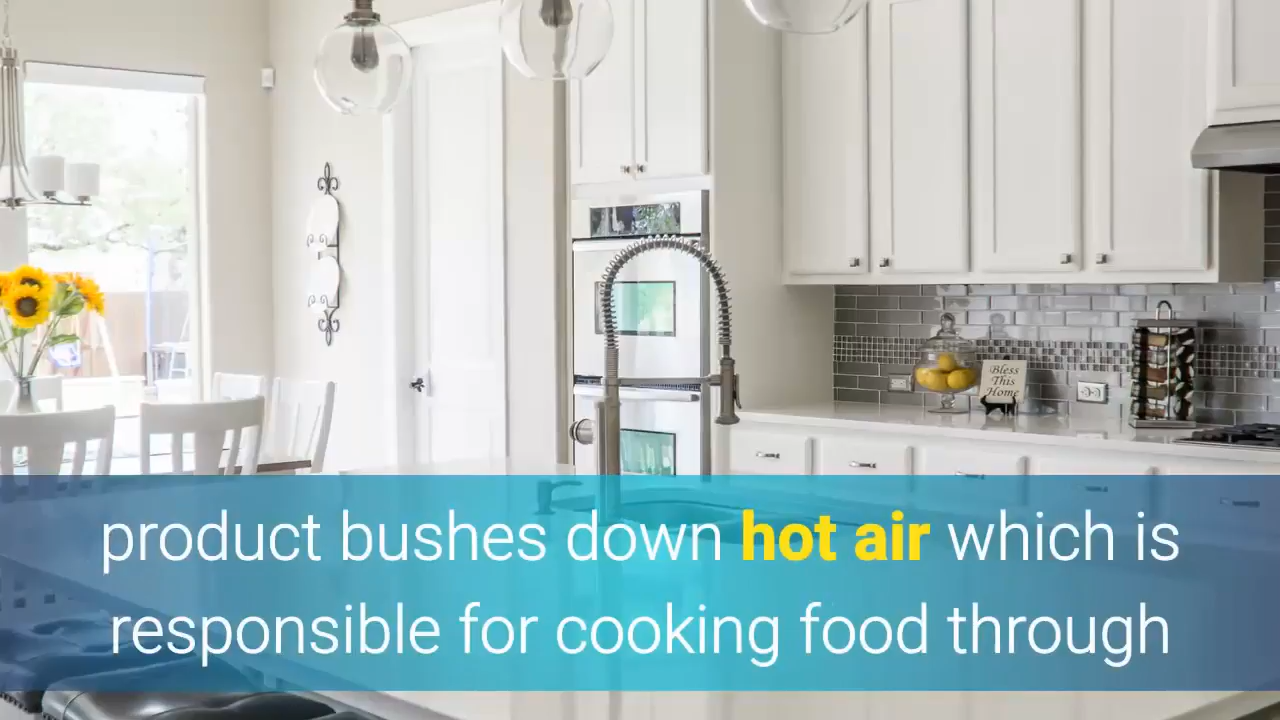 Bless
This
Home
product bushes down hot air which is
responsible for cooking food through